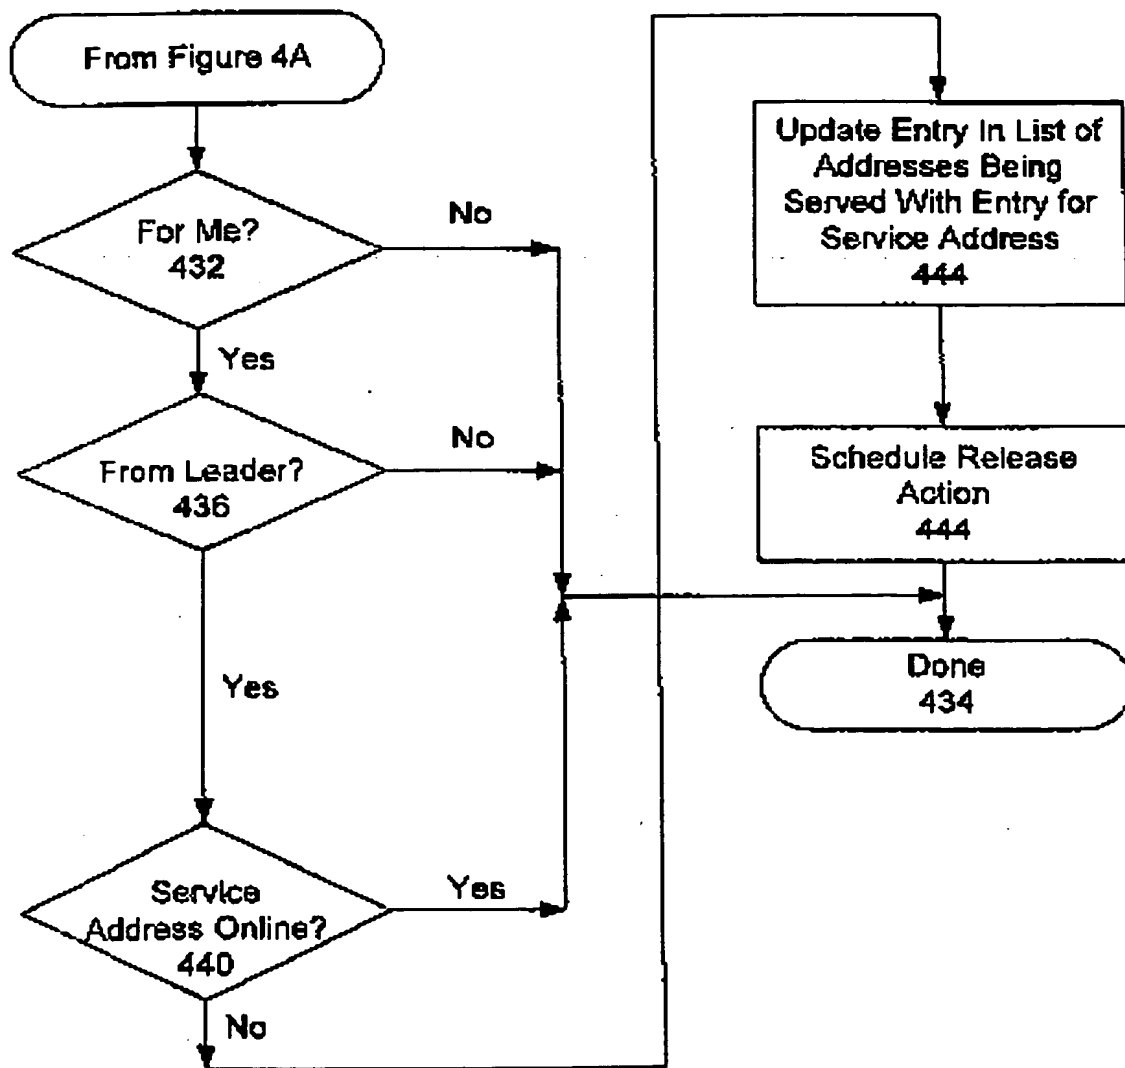 From Figure 4A
For Me?
432
No
Yes
From Leader?
436
No
Yes
Service
Address Online?
440
Yes
No
Update Entry In List of
Addresses Being
Served With Entry for
Service Address
444
Schedule Release
Action
444
Done
434